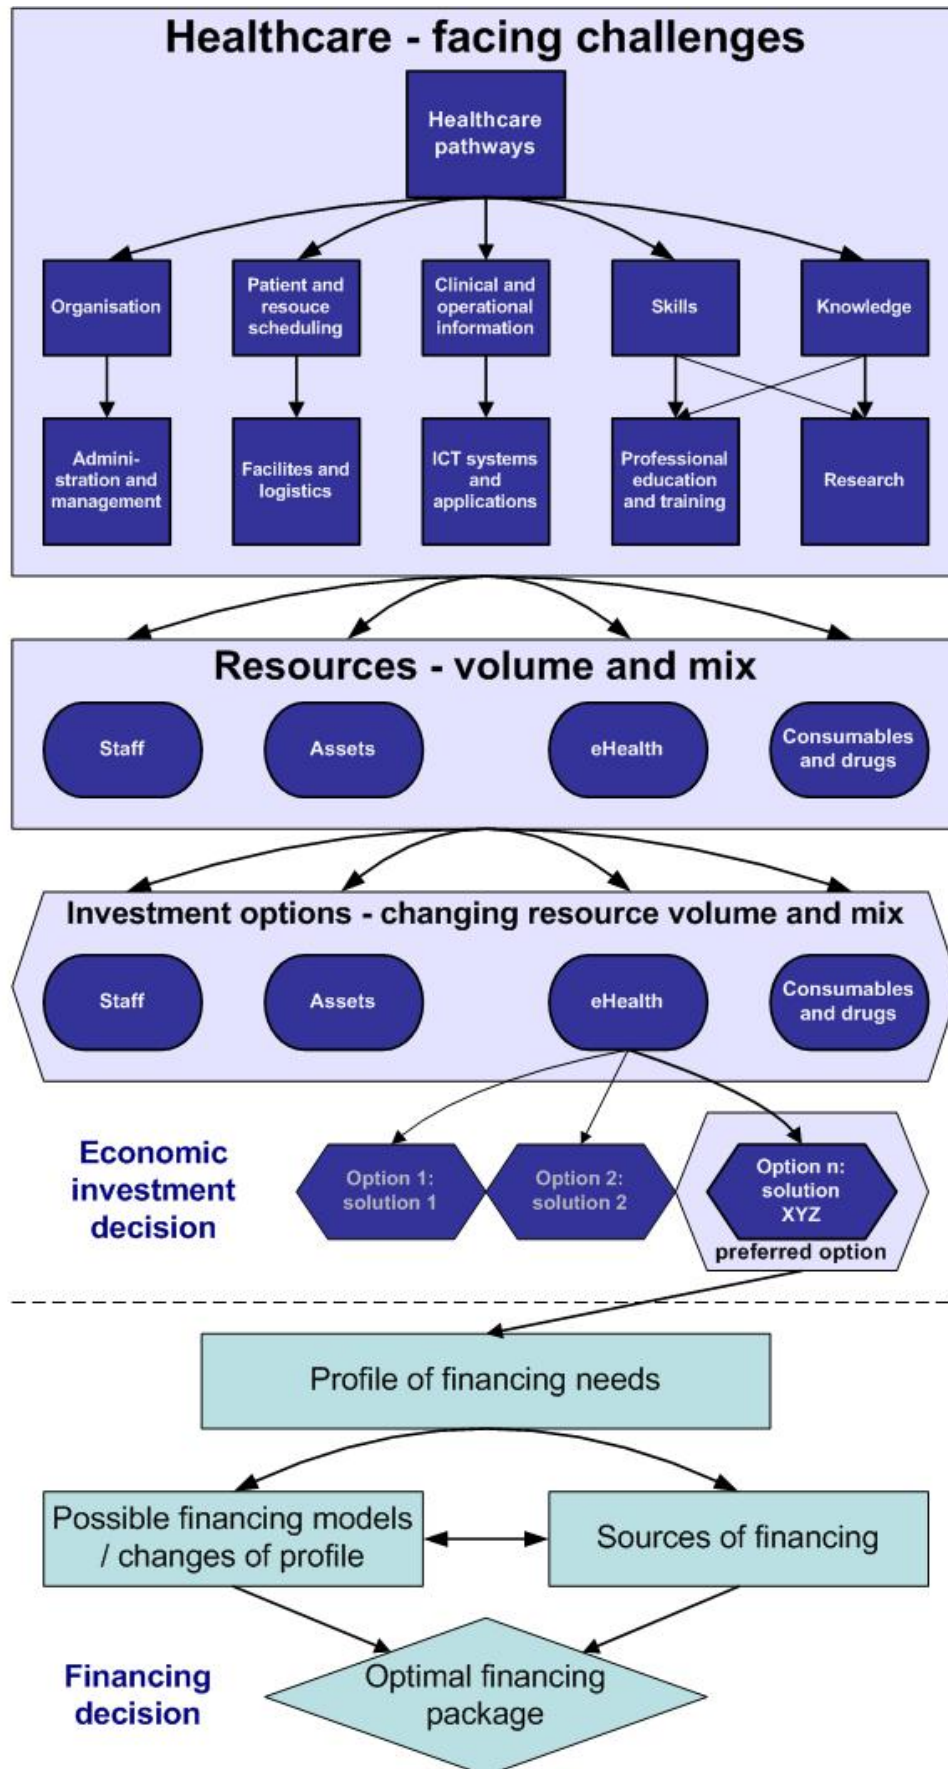 Healthcare - facing challenges
Healthcare
pathways
Organisation
Patient and
resouce
scheduling
Clinical and
operational
information
Skills
Knowledge
Admini-
stration and
management
Facilites and
logistics
ICT systems
and
applications
Professional
education
and training
Research
Resources - volume and mix
Staff
Assets
eHealth
Consumables
and drugs
Investment options - changing resource volume and mix
Staff
Assets
eHealth
Consumables
and drugs
Economic
investment
decision
Option 1:
solution 1
Option 2:
solution 2
Option n:
solution
XYZ
preferred option
Profile of financing needs
Possible financing models
/ changes of profile
Sources of financing
Financing
decision
Optimal financing
package